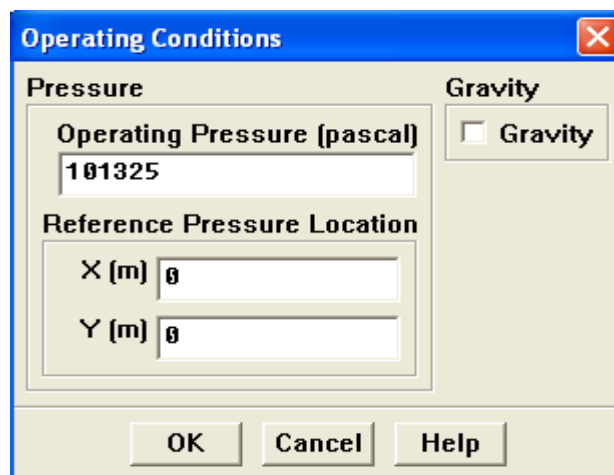 Operating Conditions
Pressure
Operating Pressure (pascal)
101325
Reference Pressure Location
X (m) 0
Y (m) 0
Gravity
Gravity
OK Cancel Help